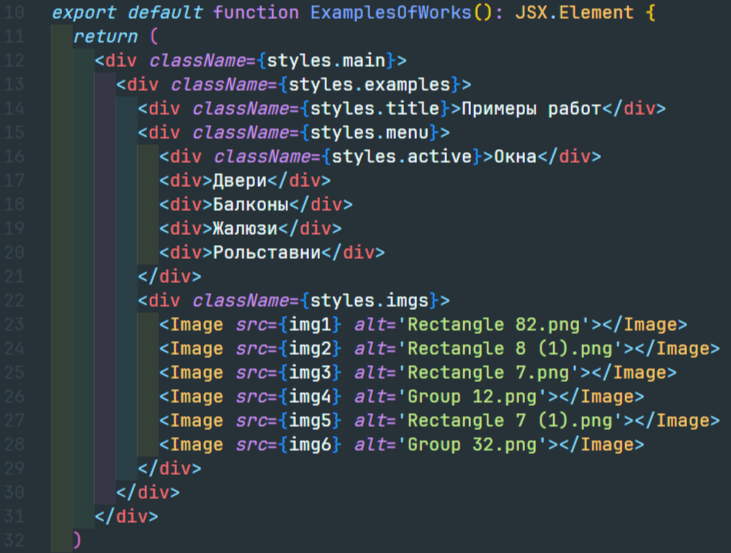 10 export default function ExamplesOfWorks(): JSX.Element {
11 return (
12 <div className={styles.main}>
13 <div className={styles.examples}>
14 <div className={styles.title}>Примеры работ</div>
15 <div className={styles.menu}>
16 <div className={styles.active}>Окна</div>
17 <div>Двери</div>
18 <div>Балконы</div>
19 <div>Жалюзи</div>
20 <div>Рольставни</div>
21 </div>
22 <div className={styles.imgs}>
23 <Image src={img1} alt='Rectangle 82.png'></Image>
24 <Image src={img2} alt='Rectangle 8 (1).png'></Image>
25 <Image src={img3} alt='Rectangle 7.png'></Image>
26 <Image src={img4} alt='Group 12.png'></Image>
27 <Image src={img5} alt='Rectangle 7 (1).png'></Image>
28 <Image src={img6} alt='Group 32.png'></Image>
29 </div>
30 </div>
31 </div>
32 )